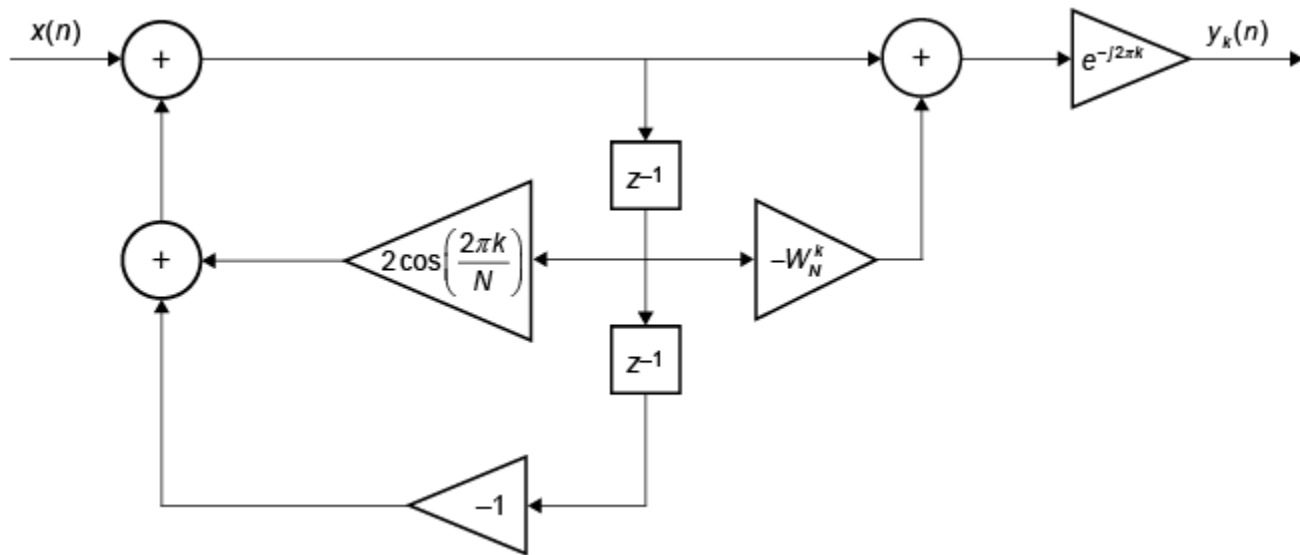 x(n)
+
+
e^{-j2πk}
y_k(n)
z–1
+
2cos(2πk/N)
–W_N^k
z–1
–1